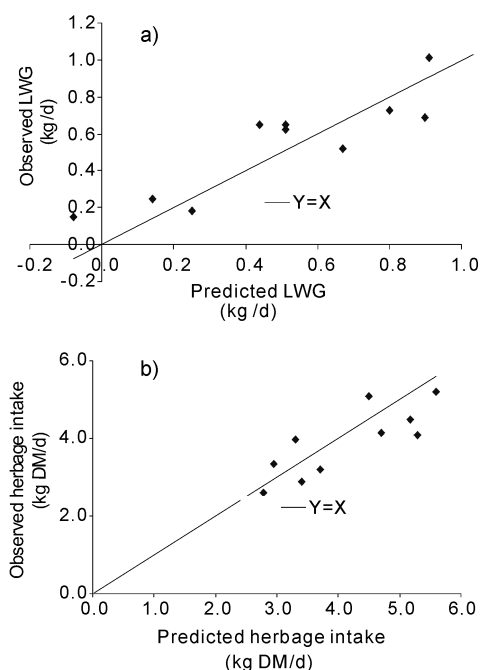 a)
Observed LWG
(kg/d)
1.2
1.0
0.8
0.6
0.4
0.2
0.0
-0.2
-0.2
0.0
0.2
0.4
0.6
0.8
1.0
Y=X
Predicted LWG
(kg/d)
b)
Observed herbage intake
(kg DM/d)
6.0
4.0
2.0
0.0
0.0
1.0
2.0
3.0
4.0
5.0
6.0
Y=X
Predicted herbage intake
(kg DM/d)